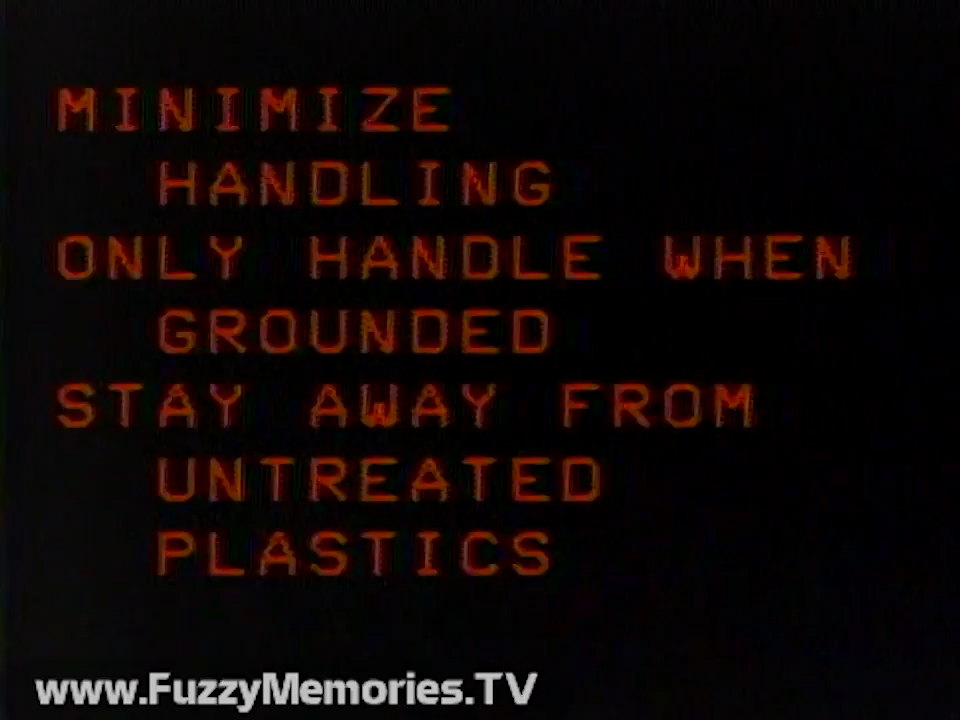 MINIMIZE
HANDLING
ONLY HANDLE WHEN
GROUNDED
STAY AWAY FROM
UNTREATED
PLASTICS
www.FuzzyMemories.TV